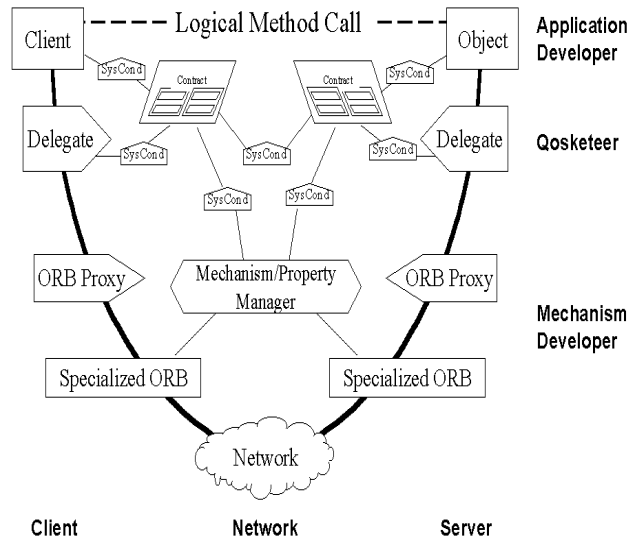 Logical Method Call
Client
Object
Application
Developer
SysCond
Contract
Contract
SysCond
Delegate
SysCond
SysCond
SysCond
Delegate
Qosketeer
SysCond
SysCond
ORB Proxy
Mechanism/Property
Manager
ORB Proxy
Mechanism
Developer
Specialized ORB
Specialized ORB
Network
Client
Network
Server